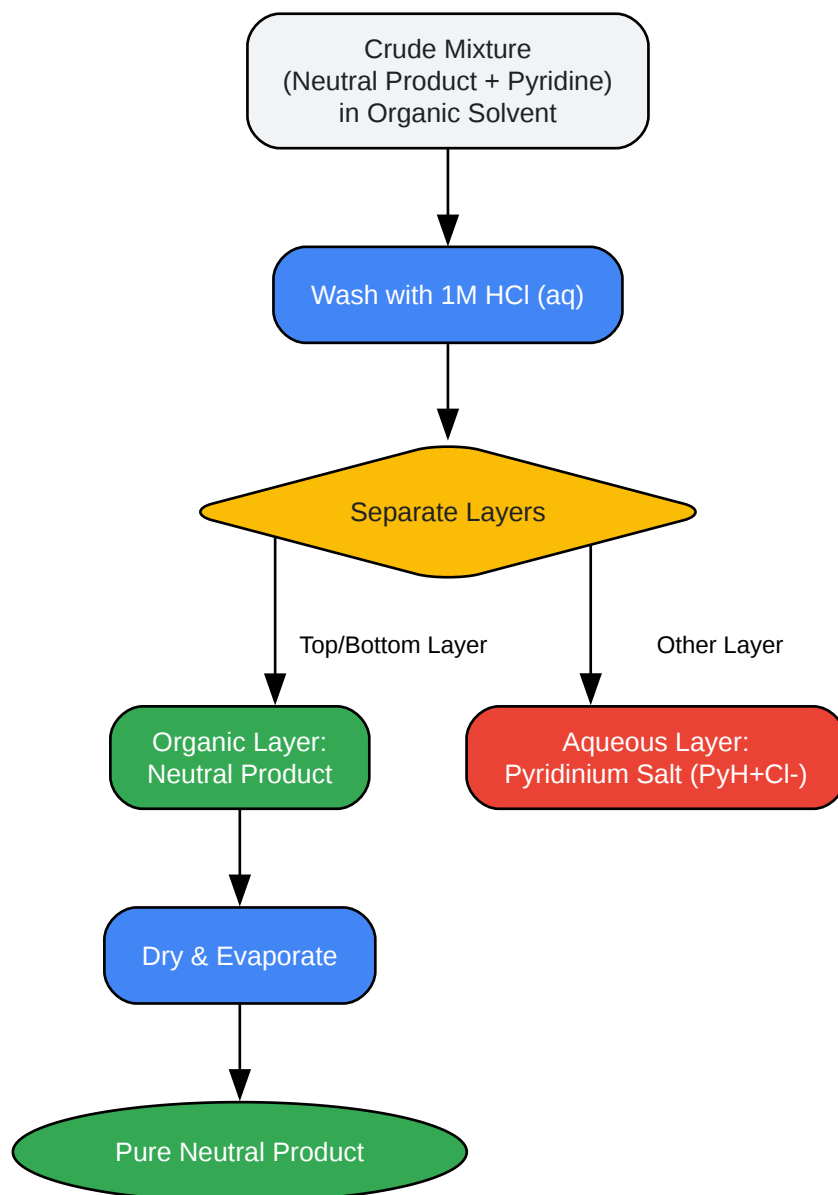 Crude Mixture
(Neutral Product + Pyridine)
in Organic Solvent
Wash with 1M HCl (aq)
Separate Layers
Top/Bottom Layer
Other Layer
Organic Layer:
Neutral Product
Aqueous Layer:
Pyridinium Salt (PyH+Cl-)
Dry & Evaporate
Pure Neutral Product